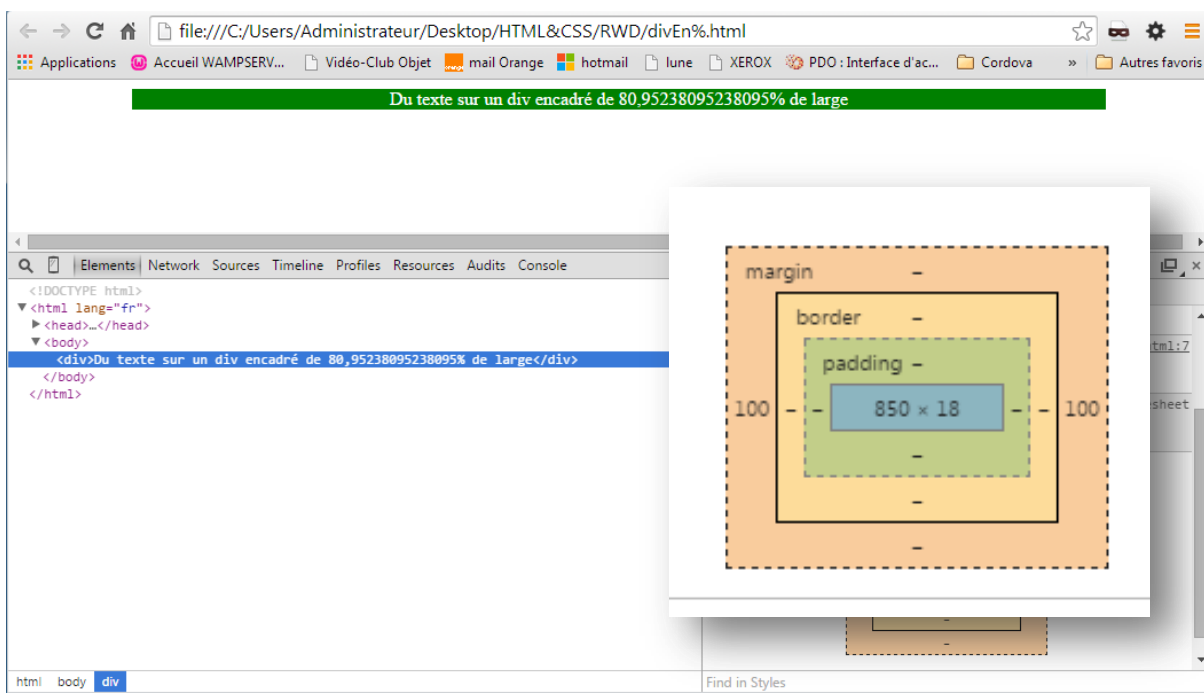 file:///C:/Users/Administrateur/Desktop/HTML&CSS/RWD/divEn%.html
Applications Accueil WAMPSERV... Vidéo-Club Objet mail Orange hotmail lune XEROX PDO : Interface d'ac... Cordova » Autres favoris
Du texte sur un div encadré de 80,95238095238095% de large
Elements Network Sources Timeline Profiles Resources Audits Console
<!DOCTYPE html>
▼<html lang="fr">
▶<head>…</head>
▼<body>
<div>Du texte sur un div encadré de 80,95238095238095% de large</div>
</body>
</html>
margin –
border –
padding –
100 – – 850 × 18 – – 100
–
–
–
tml:7
sheet
-
-
html body div
Find in Styles